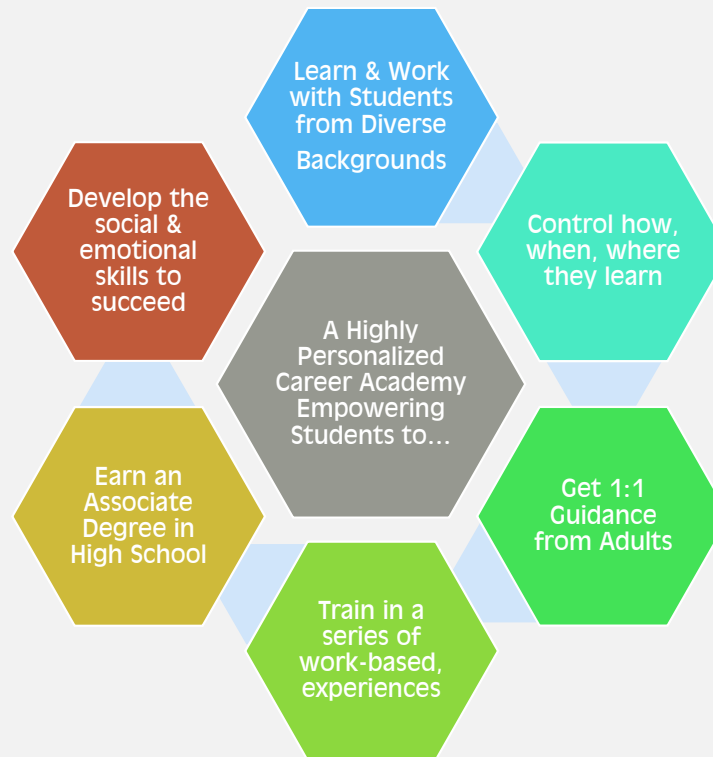 Learn & Work
with Students
from Diverse
Backgrounds
Control how,
when, where
they learn
Get 1:1
Guidance
from Adults
Train in a
series of
work-based,
experiences
Earn an
Associate
Degree in
High School
Develop the
social &
emotional
skills to
succeed
A Highly
Personalized
Career Academy
Empowering
Students to...